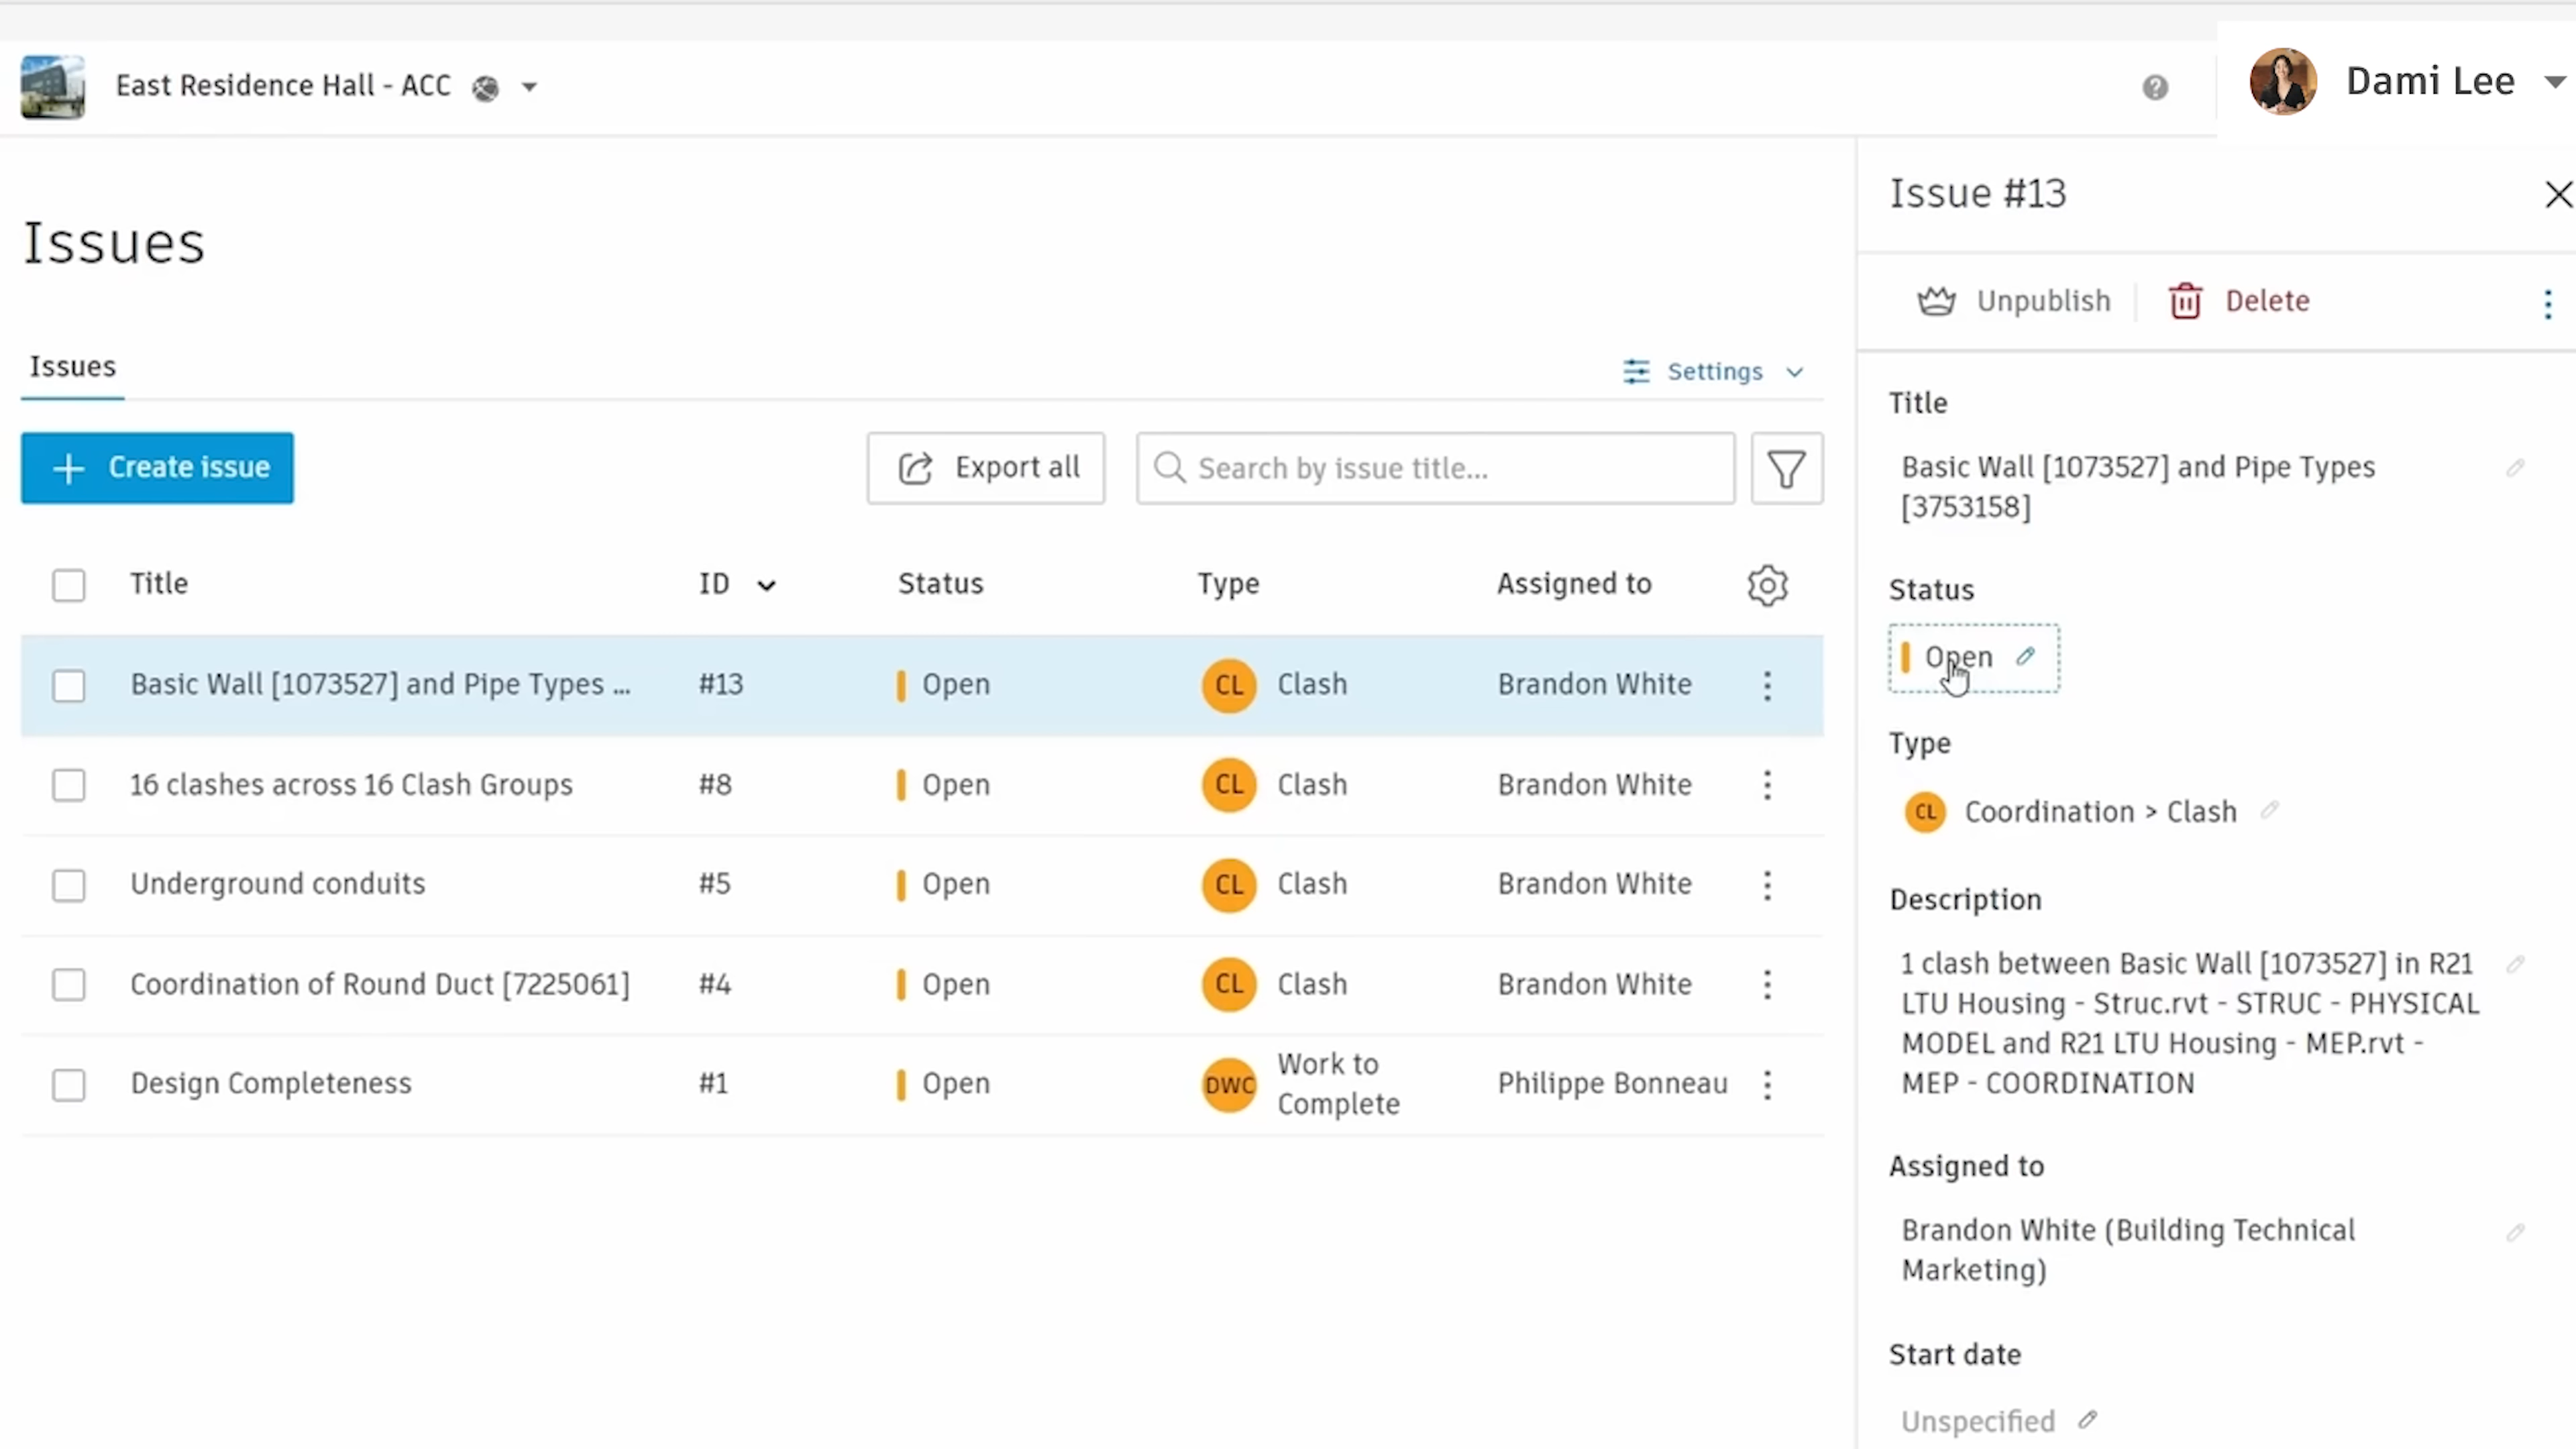 East Residence Hall - ACC
Dami Lee
Issues
Issues
Settings
Create issue
Export all
Search by issue title...
Title ID Status Type Assigned to
Basic Wall [1073527] and Pipe Types ... #13 Open CL Clash Brandon White
16 clashes across 16 Clash Groups #8 Open CL Clash Brandon White
Underground conduits #5 Open CL Clash Brandon White
Coordination of Round Duct [7225061] #4 Open CL Clash Brandon White
Design Completeness #1 Open DWC Work to
Complete Philippe Bonneau
Issue #13
Unpublish Delete
Title
Basic Wall [1073527] and Pipe Types
[3753158]
Status
Open
Type
CL Coordination > Clash
Description
1 clash between Basic Wall [1073527] in R21
LTU Housing - Struc.rvt - STRUC - PHYSICAL
MODEL and R21 LTU Housing - MEP.rvt -
MEP - COORDINATION
Assigned to
Brandon White (Building Technical
Marketing)
Start date
Unspecified